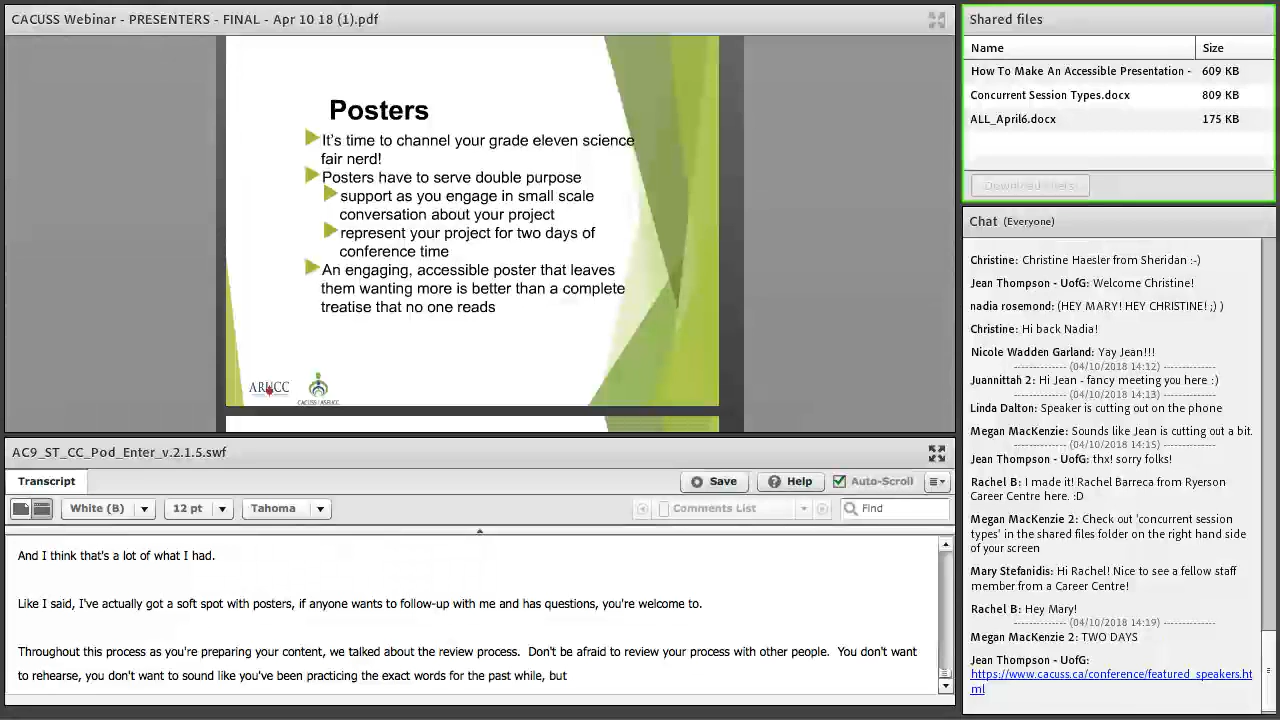 CACUSS Webinar - PRESENTERS - FINAL - Apr 10 18 (1).pdf
Posters
It's time to channel your grade eleven science
fair nerd!
Posters have to serve double purpose
support as you engage in small scale
conversation about your project
represent your project for two days of
conference time
An engaging, accessible poster that leaves
them wanting more is better than a complete
treatise that no one reads
ARUCC
CACUSS | ASEUCC
AC9_ST_CC_Pod_Enter_v.2.1.5.swf
Transcript
Save
Help
Auto-Scroll
White (B)
12 pt
Tahoma
Comments List
Find
And I think that's a lot of what I had.
Like I said, I've actually got a soft spot with posters, if anyone wants to follow-up with me and has questions, you're welcome to.
Throughout this process as you're preparing your content, we talked about the review process. Don't be afraid to review your process with other people. You don't want
to rehearse, you don't want to sound like you've been practicing the exact words for the past while, but
Shared files
Name Size
How To Make An Accessible Presentation - 609 KB
Concurrent Session Types.docx 809 KB
ALL_April6.docx 175 KB
Download File(s)
Chat (Everyone)
Christine: Christine Haesler from Sheridan :-)
Jean Thompson - UofG: Welcome Christine!
nadia rosemond: (HEY MARY! HEY CHRISTINE! ;) )
Christine: Hi back Nadia!
Nicole Wadden Garland: Yay Jean!!!
--------------- (04/10/2018 14:12) ---------------
Juannittah 2: Hi Jean - fancy meeting you here :)
--------------- (04/10/2018 14:13) ---------------
Linda Dalton: Speaker is cutting out on the phone
Megan MacKenzie: Sounds like Jean is cutting out a bit.
--------------- (04/10/2018 14:15) ---------------
Jean Thompson - UofG: thx! sorry folks!
Rachel B: I made it! Rachel Barreca from Ryerson
Career Centre here. :D
Megan MacKenzie 2: Check out 'concurrent session
types' in the shared files folder on the right hand side
of your screen
Mary Stefanidis: Hi Rachel! Nice to see a fellow staff
member from a Career Centre!
Rachel B: Hey Mary!
--------------- (04/10/2018 14:19) ---------------
Megan MacKenzie 2: TWO DAYS
Jean Thompson - UofG:
https://www.cacuss.ca/conference/featured_speakers.ht
ml